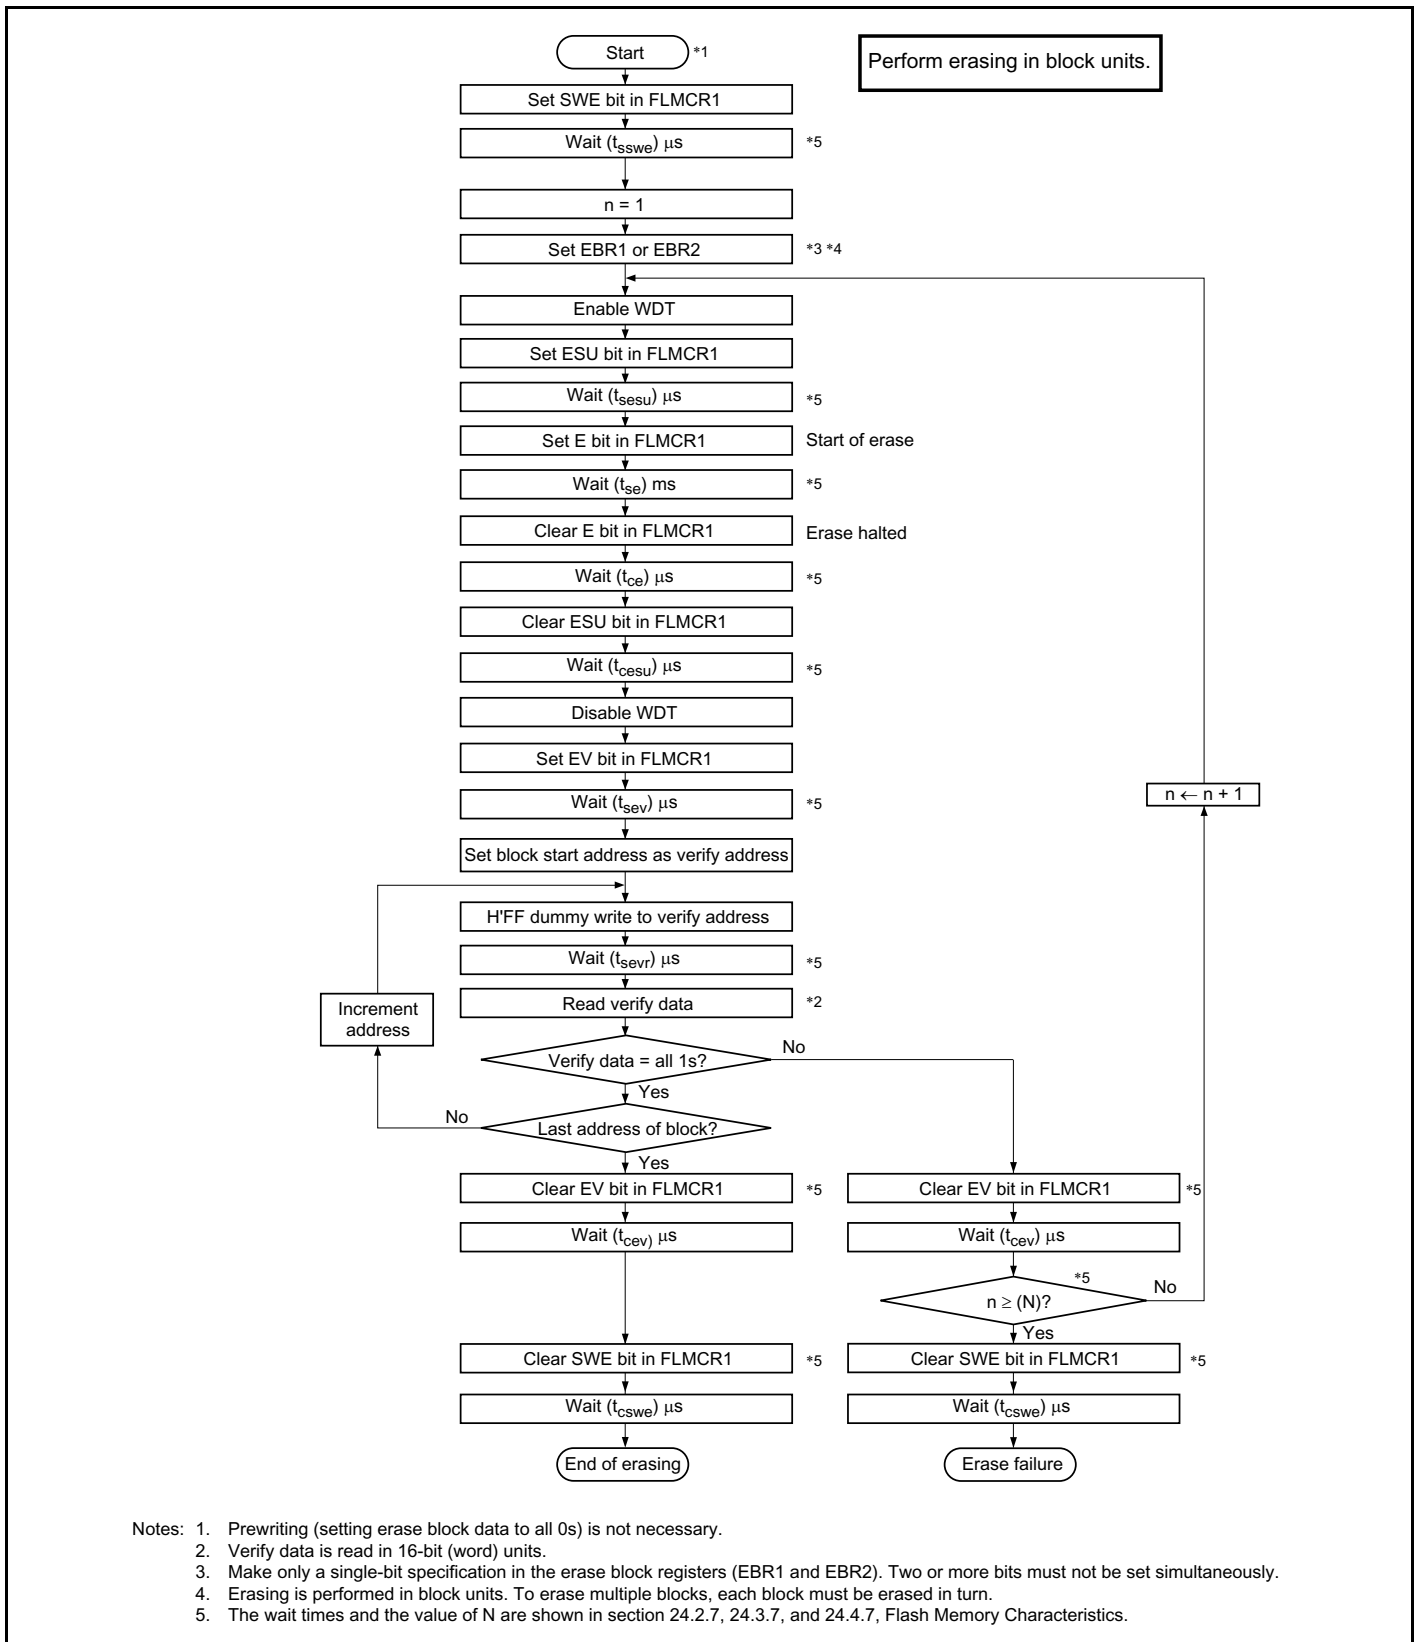 Start *1
Perform erasing in block units.
Set SWE bit in FLMCR1
Wait (tsswe) μs *5
n = 1
Set EBR1 or EBR2 *3 *4
Enable WDT
Set ESU bit in FLMCR1
Wait (tsesu) μs *5
Set E bit in FLMCR1 Start of erase
Wait (tse) ms *5
Clear E bit in FLMCR1 Erase halted
Wait (tce) μs *5
Clear ESU bit in FLMCR1
Wait (tcesu) μs *5
Disable WDT
Set EV bit in FLMCR1
Wait (tsev) μs *5
n ← n + 1
Set block start address as verify address
H'FF dummy write to verify address
Wait (tsevr) μs *5
Increment
address
Read verify data *2
Verify data = all 1s?
No
Yes
No
Last address of block?
Yes
Clear EV bit in FLMCR1 *5
Clear EV bit in FLMCR1 *5
Wait (tcev) μs
Wait (tcev) μs
*5
n ≥ (N)?
No
Yes
Clear SWE bit in FLMCR1 *5
Clear SWE bit in FLMCR1 *5
Wait (tcswe) μs
Wait (tcswe) μs
End of erasing
Erase failure
Notes: 1. Prewriting (setting erase block data to all 0s) is not necessary.
2. Verify data is read in 16-bit (word) units.
3. Make only a single-bit specification in the erase block registers (EBR1 and EBR2). Two or more bits must not be set simultaneously.
4. Erasing is performed in block units. To erase multiple blocks, each block must be erased in turn.
5. The wait times and the value of N are shown in section 24.2.7, 24.3.7, and 24.4.7, Flash Memory Characteristics.